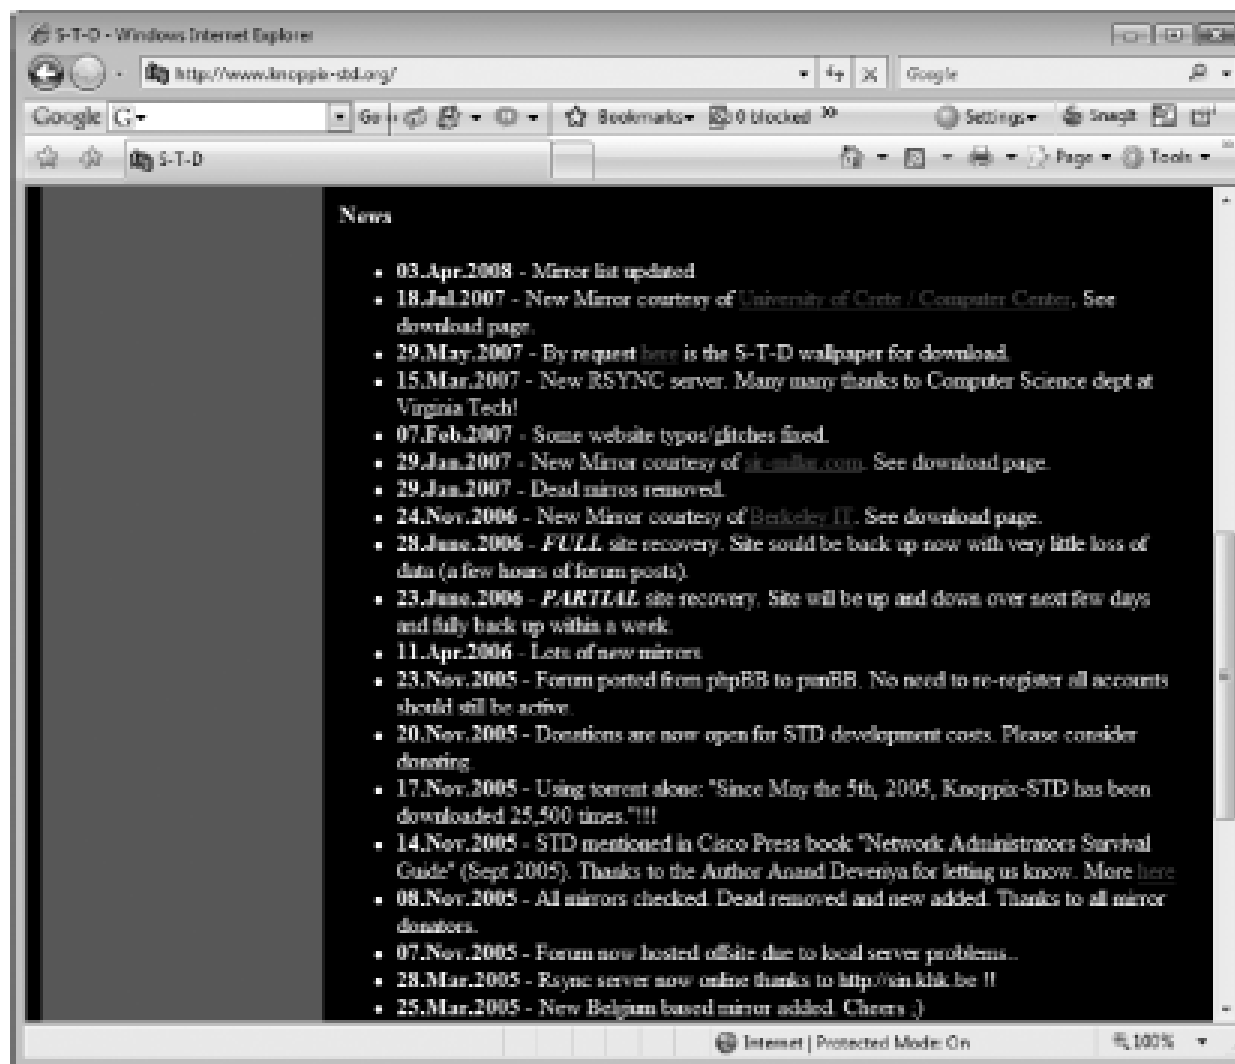 S-T-D - Windows Internet Explorer
http://www.knoppix-std.org/
Google
Google G
Go
Bookmarks
0 blocked
Settings
SnagIt
S-T-D
Page
Tools
News
03.Apr.2008 - Mirror list updated
18.Jul.2007 - New Mirror courtesy of University of Crete / Computer Center. See
download page.
29.May.2007 - By request here is the S-T-D wallpaper for download.
15.Mar.2007 - New RSYNC server. Many many thanks to Computer Science dept at
Virginia Tech!
07.Feb.2007 - Some website typos/glitches fixed.
29.Jan.2007 - New Mirror courtesy of See download page.
29.Jan.2007 - Dead mirros removed.
24.Nov.2006 - New Mirror courtesy of Berkeley IT. See download page.
28.June.2006 - FULL site recovery. Site sould be back up now with very little loss of
data (a few hours of forum posts).
23.June.2006 - PARTIAL site recovery. Site will be up and down over next few days
and fully back up within a week.
11.Apr.2006 - Lots of new mirrors
23.Nov.2005 - Forum ported from phpBB to punBB. No need to re-register all accounts
should still be active.
20.Nov.2005 - Donations are now open for STD development costs. Please consider
donating.
17.Nov.2005 - Using torrent alone: "Since May the 5th, 2005, Knoppix-STD has been
downloaded 25,500 times."!!!
14.Nov.2005 - STD mentioned in Cisco Press book "Network Administrators Survival
Guide" (Sept 2005). Thanks to the Author Anand Deveriya for letting us know. More here
08.Nov.2005 - All mirrors checked. Dead removed and new added. Thanks to all mirror
donators.
07.Nov.2005 - Forum now hosted offsite due to local server problems..
28.Mar.2005 - Rsync server now online thanks to http://sin.khk.be !!
25.Mar.2005 - New Belgium based mirror added. Cheers :)
Internet | Protected Mode: On
100%